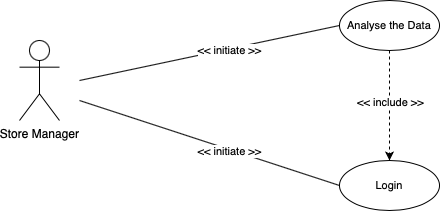 Analyse the Data
<< initiate >>
<< include >>
Store Manager
<< initiate >>
Login